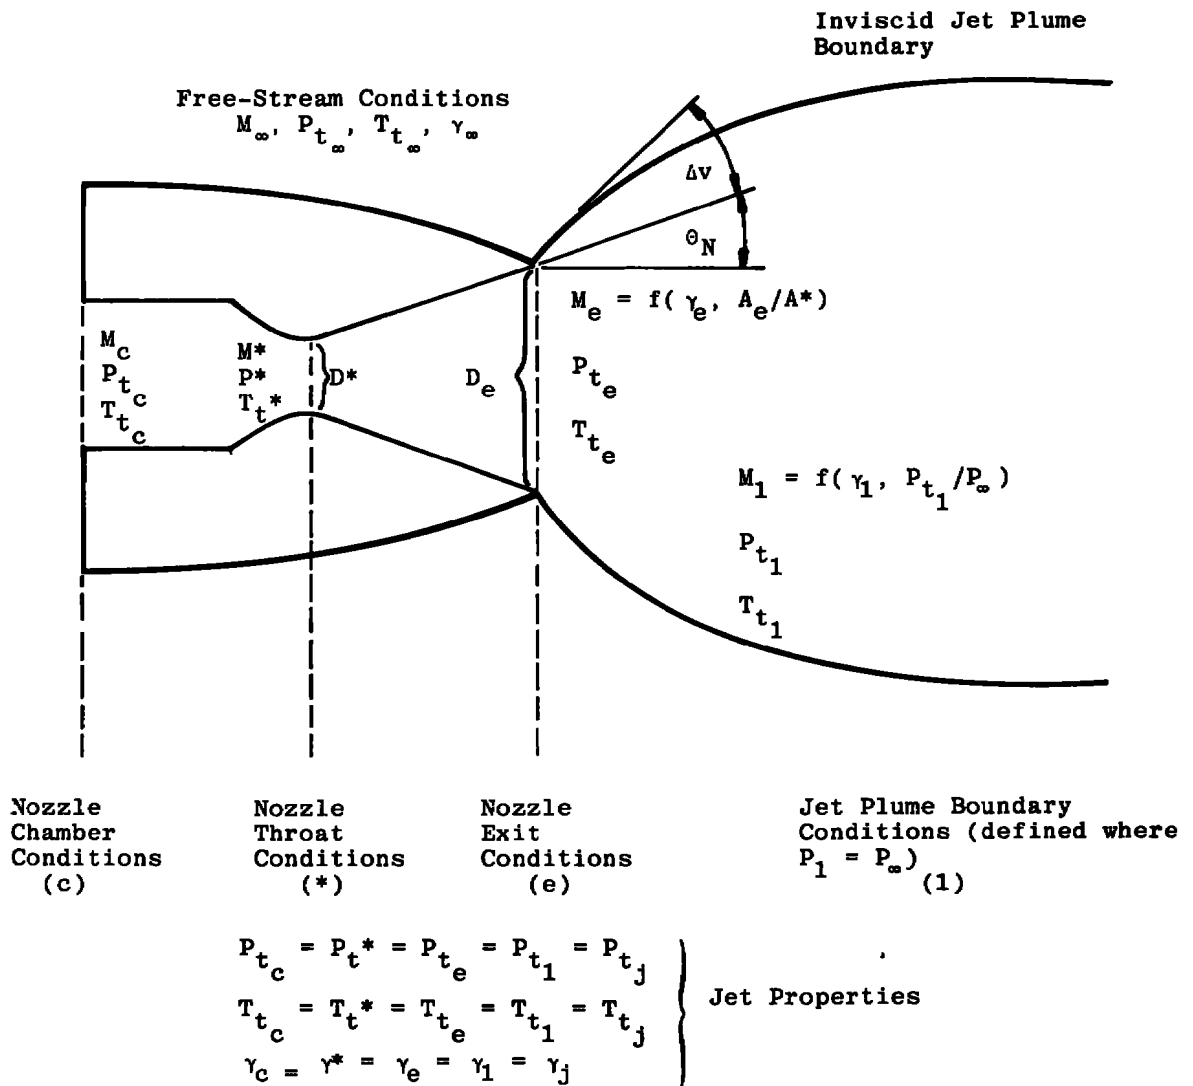 Inviscid Jet Plume
Boundary
Free-Stream Conditions
M∞, Pt∞, Tt∞, γ∞
Δν
ΘN
Me = f( γe, Ae/A*)
Mc
Ptc
Ttc
M*
P*
Tt*
D*
De
Pte
Tte
M1 = f( γ1, Pt1/P∞ )
Pt1
Tt1
Nozzle
Chamber
Conditions
(c)
Nozzle
Throat
Conditions
(*)
Nozzle
Exit
Conditions
(e)
Jet Plume Boundary
Conditions (defined where
P1 = P∞)
(1)
Ptc = Pt* = Pte = Pt1 = Ptj
Ttc = Tt* = Tte = Tt1 = Ttj
γc = γ* = γe = γ1 = γj
Jet Properties